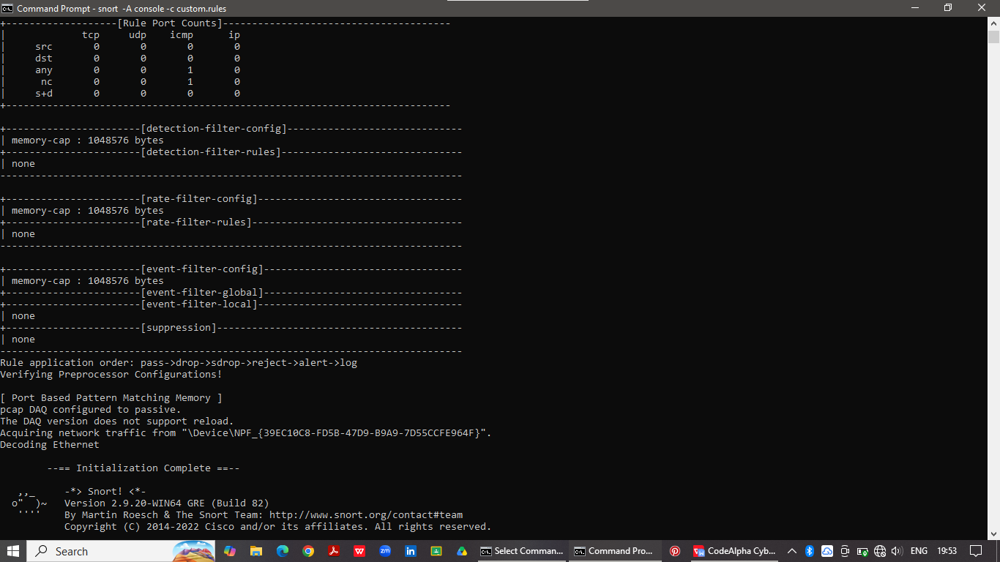 Command Prompt - snort  -A console -c custom.rules
+-------------------[Rule Port Counts]---------------------------------------
|             tcp     udp    icmp      ip
|     src       0       0       0       0
|     dst       0       0       0       0
|     any       0       0       1       0
|      nc       0       0       1       0
|     s+d       0       0       0       0
+----------------------------------------------------------------------------
+-----------------------[detection-filter-config]------------------------------
| memory-cap : 1048576 bytes
+-----------------------[detection-filter-rules]-------------------------------
| none
-------------------------------------------------------------------------------
+-----------------------[rate-filter-config]-----------------------------------
| memory-cap : 1048576 bytes
+-----------------------[rate-filter-rules]------------------------------------
| none
-------------------------------------------------------------------------------
+-----------------------[event-filter-config]----------------------------------
| memory-cap : 1048576 bytes
+-----------------------[event-filter-global]----------------------------------
+-----------------------[event-filter-local]-----------------------------------
| none
+-----------------------[suppression]------------------------------------------
| none
-------------------------------------------------------------------------------
Rule application order: pass->drop->sdrop->reject->alert->log
Verifying Preprocessor Configurations!
[ Port Based Pattern Matching Memory ]
pcap DAQ configured to passive.
The DAQ version does not support reload.
Acquiring network traffic from "\Device\NPF_{39EC10C8-FD5B-47D9-B9A9-7D55CCFE964F}".
Decoding Ethernet
        --== Initialization Complete ==--
   ,,_     -*> Snort! <*-
  o"  )~   Version 2.9.20-WIN64 GRE (Build 82)
   ''''    By Martin Roesch & The Snort Team: http://www.snort.org/contact#team
           Copyright (C) 2014-2022 Cisco and/or its affiliates. All rights reserved.
Search
Select Comman...
Command Pro...
CodeAlpha Cyb...
ENG
19:53